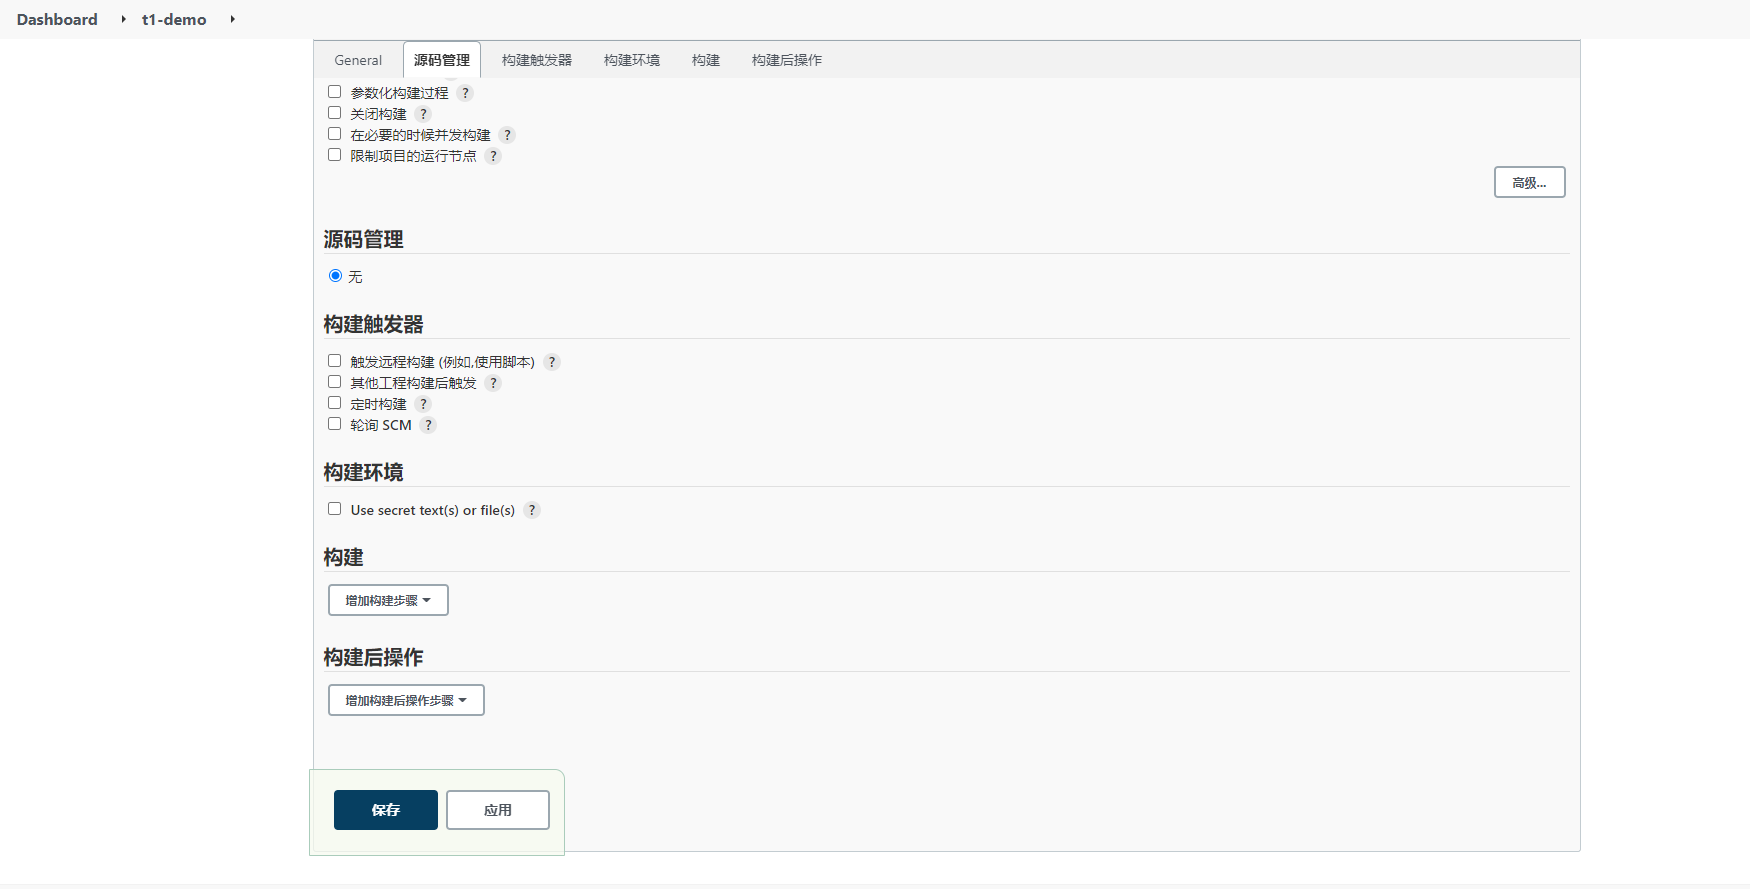 Dashboard t1-demo
General 源码管理 构建触发器 构建环境 构建 构建后操作
参数化构建过程 ?
关闭构建 ?
在必要的时候并发构建 ?
限制项目的运行节点 ?
高级...
源码管理
无
构建触发器
触发远程构建 (例如,使用脚本) ?
其他工程构建后触发 ?
定时构建 ?
轮询 SCM ?
构建环境
Use secret text(s) or file(s) ?
构建
增加构建步骤
构建后操作
增加构建后操作步骤
保存 应用